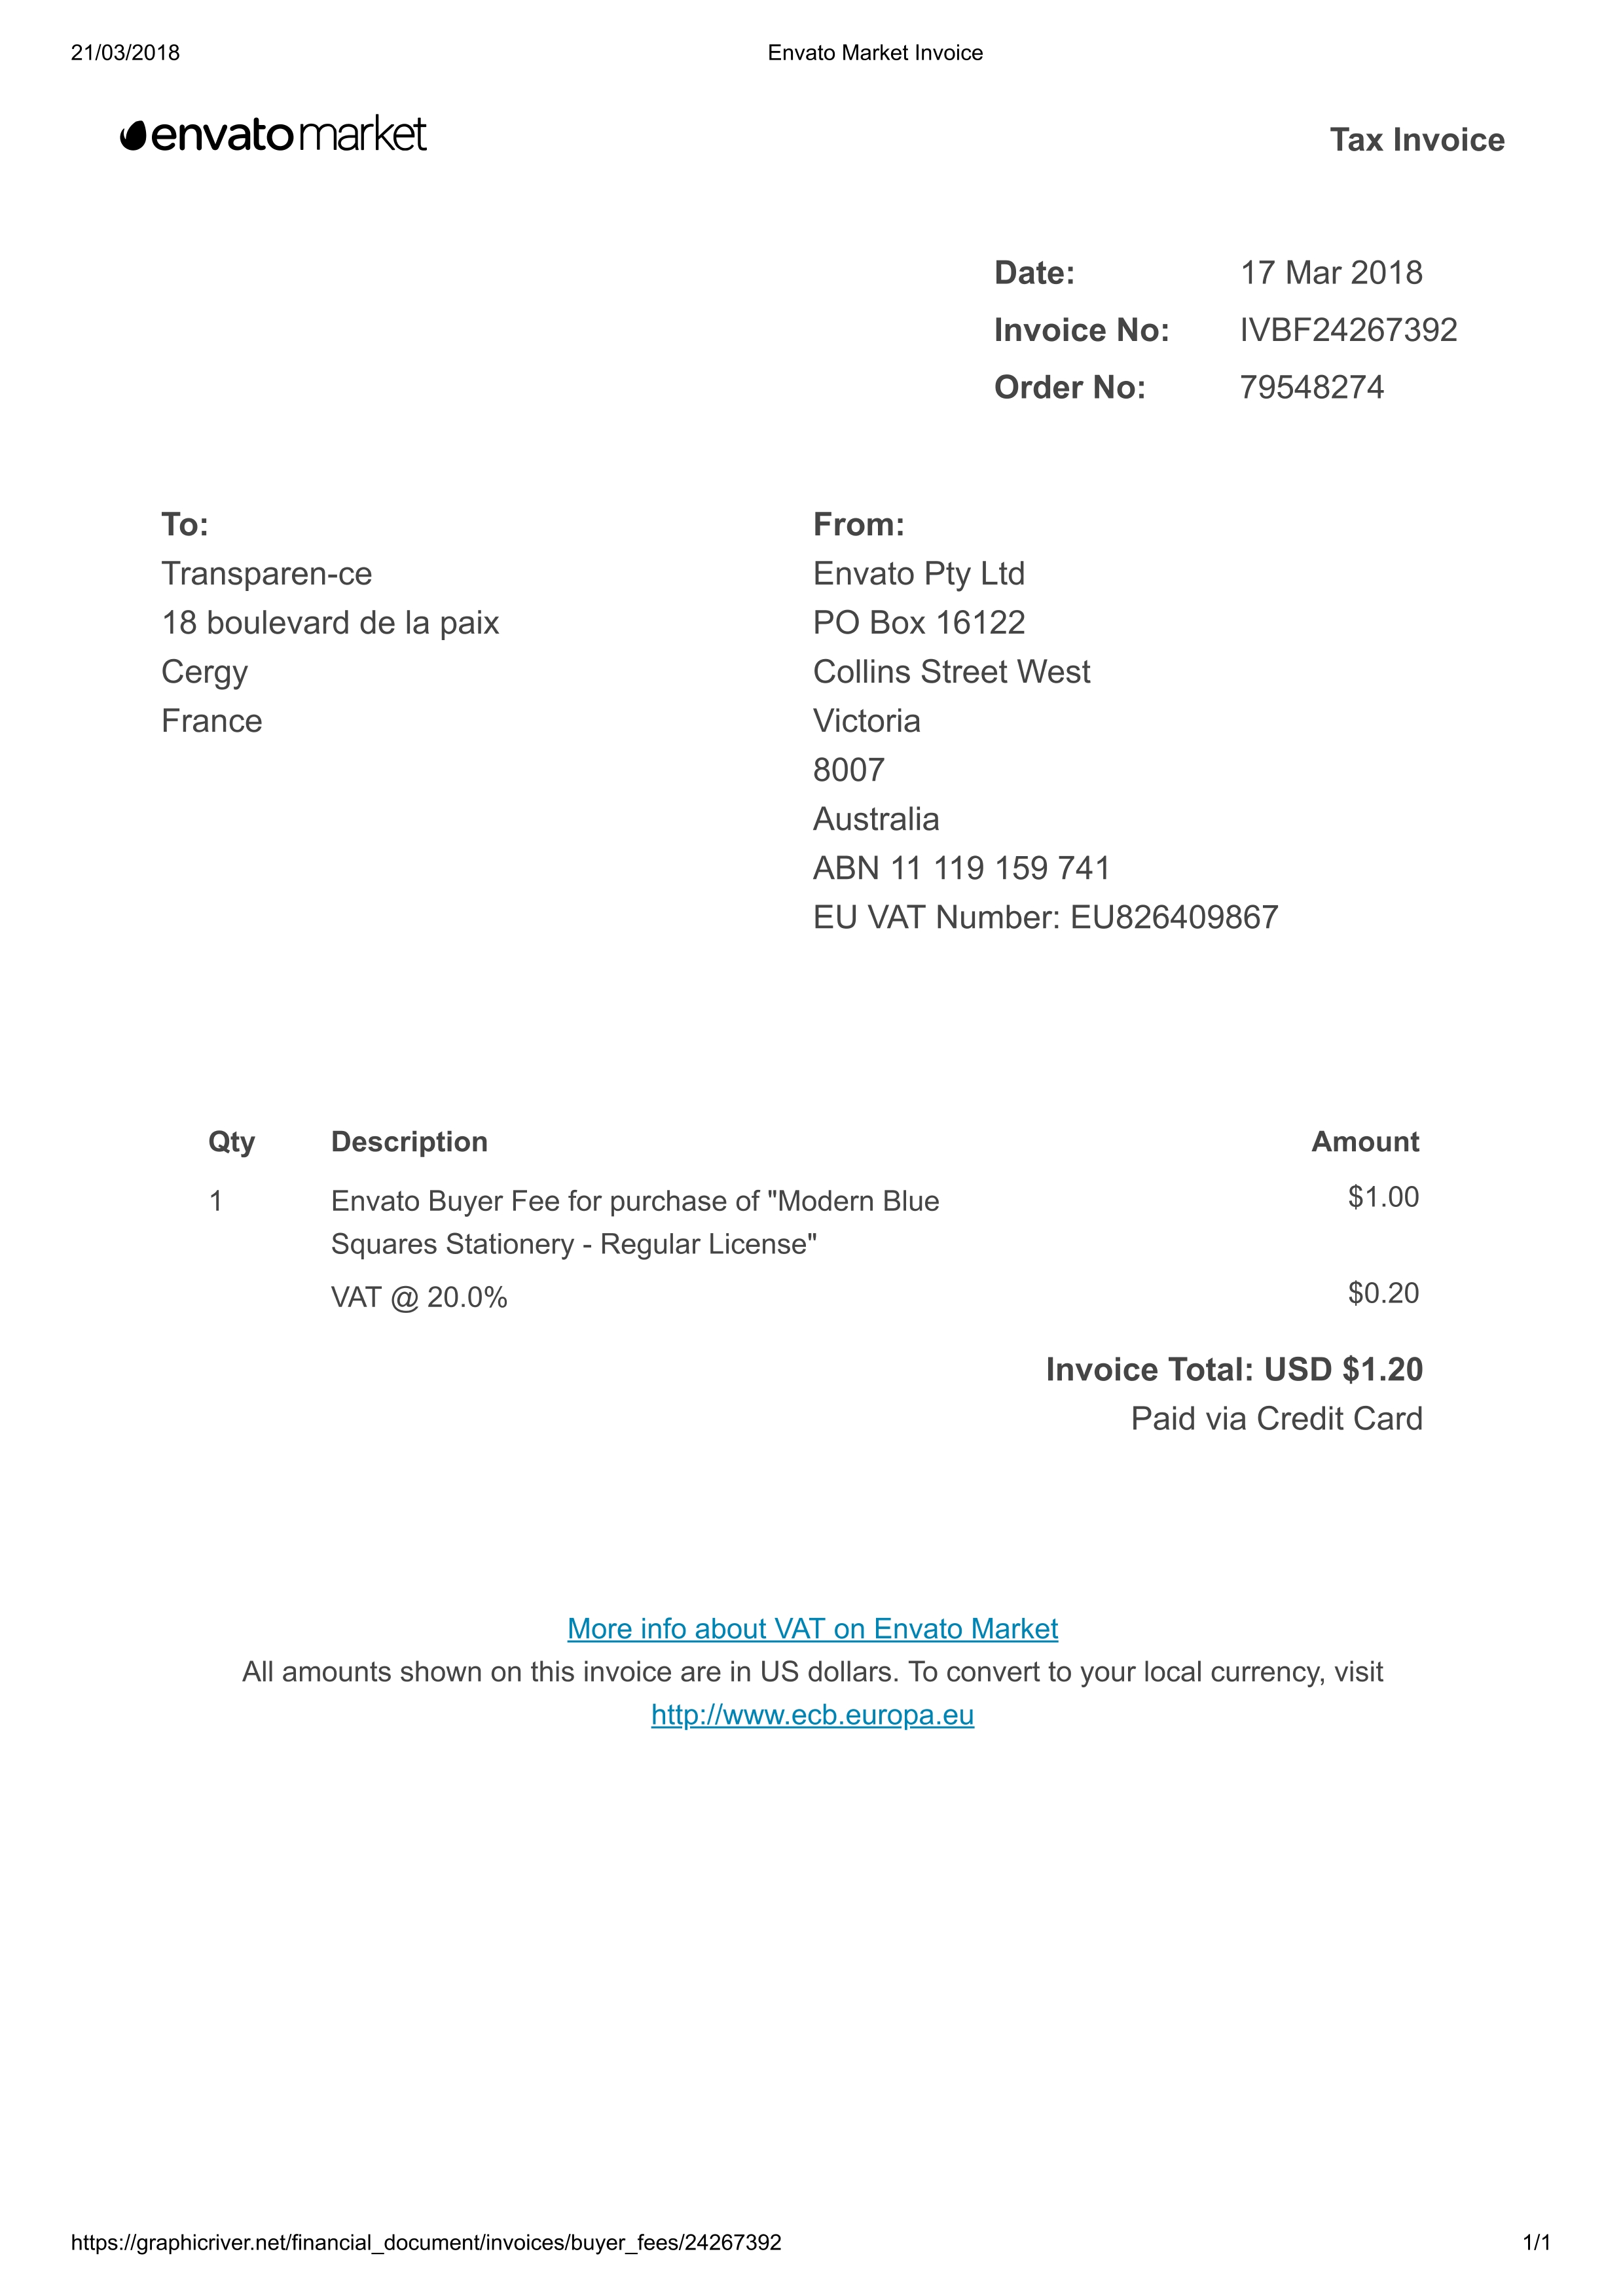 21/03/2018 Envato Market Invoice
envato market Tax Invoice
Date: 17 Mar 2018
Invoice No: IVBF24267392
Order No: 79548274
To:
Transparen-ce
18 boulevard de la paix
Cergy
France
From:
Envato Pty Ltd
PO Box 16122
Collins Street West
Victoria
8007
Australia
ABN 11 119 159 741
EU VAT Number: EU826409867
Qty Description Amount
1 Envato Buyer Fee for purchase of "Modern Blue $1.00
Squares Stationery - Regular License"
VAT @ 20.0% $0.20
Invoice Total: USD $1.20
Paid via Credit Card
More info about VAT on Envato Market
All amounts shown on this invoice are in US dollars. To convert to your local currency, visit
http://www.ecb.europa.eu
https://graphicriver.net/financial_document/invoices/buyer_fees/24267392 1/1